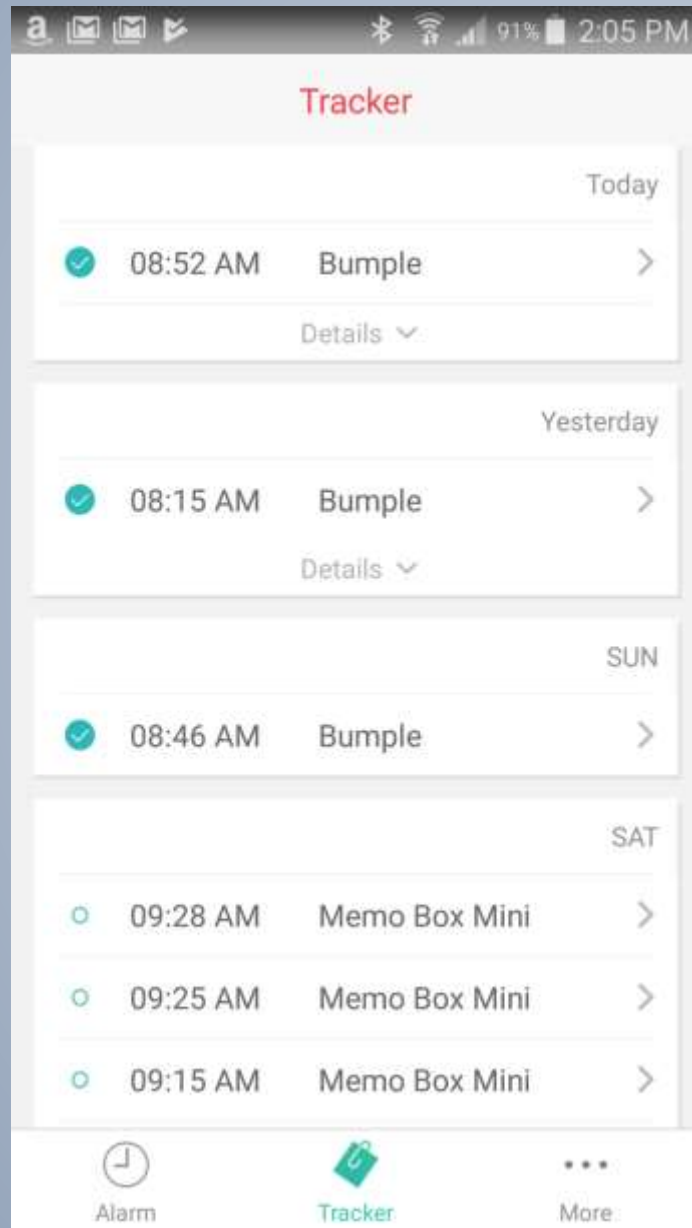 a 91% 2:05 PM
Tracker
Today
08:52 AM Bumple
Details
Yesterday
08:15 AM Bumple
Details
SUN
08:46 AM Bumple
SAT
09:28 AM Memo Box Mini
09:25 AM Memo Box Mini
09:15 AM Memo Box Mini
Alarm Tracker More